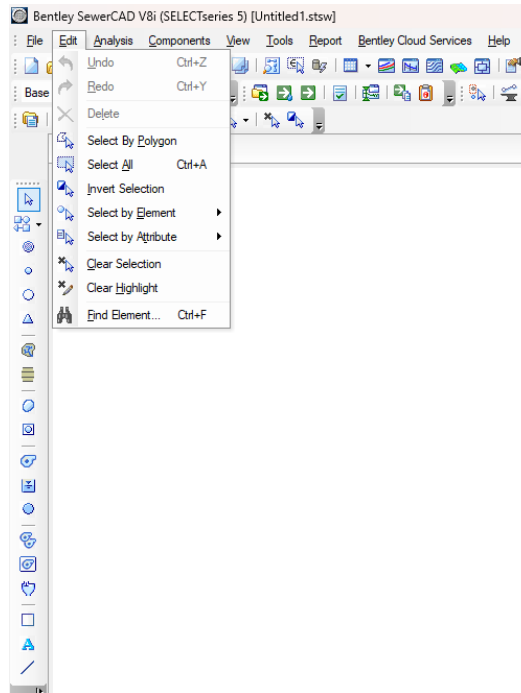 Bentley SewerCAD V8i (SELECTseries 5) [Untitled1.stsw]
File Edit Analysis Components View Tools Report Bentley Cloud Services Help
Undo Ctrl+Z
Redo Ctrl+Y
Base
Delete
Select By Polygon
Select All Ctrl+A
Invert Selection
Select by Element
Select by Attribute
Clear Selection
Clear Highlight
Find Element... Ctrl+F
A